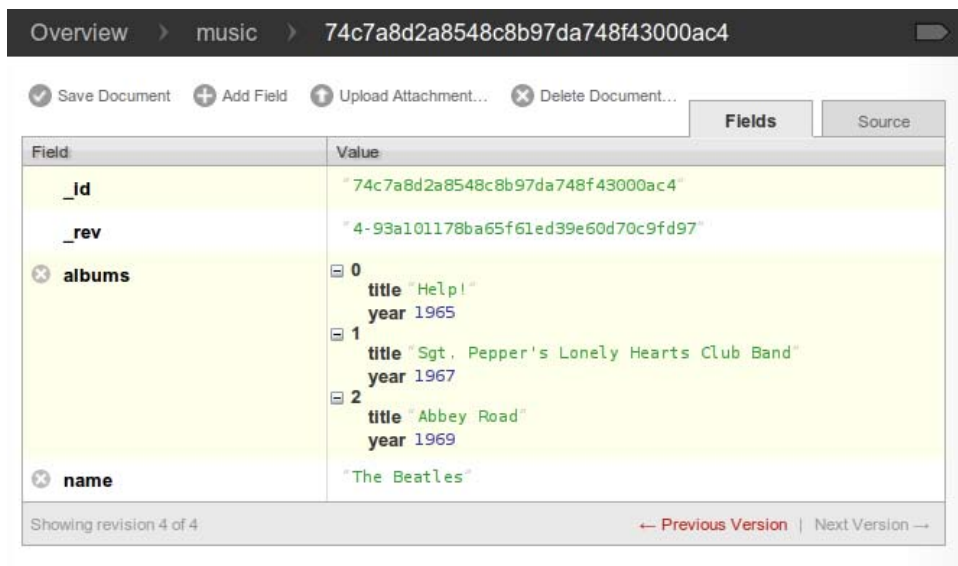 Overview > music > 74c7a8d2a8548c8b97da748f43000ac4
Save Document Add Field Upload Attachment... Delete Document...
Fields Source
Field Value
_id "74c7a8d2a8548c8b97da748f43000ac4"
_rev "4-93a101178ba65f61ed39e60d70c9fd97"
albums 0
title "Help!"
year 1965
1
title "Sgt. Pepper's Lonely Hearts Club Band"
year 1967
2
title "Abbey Road"
year 1969
name "The Beatles"
Showing revision 4 of 4 ← Previous Version | Next Version →